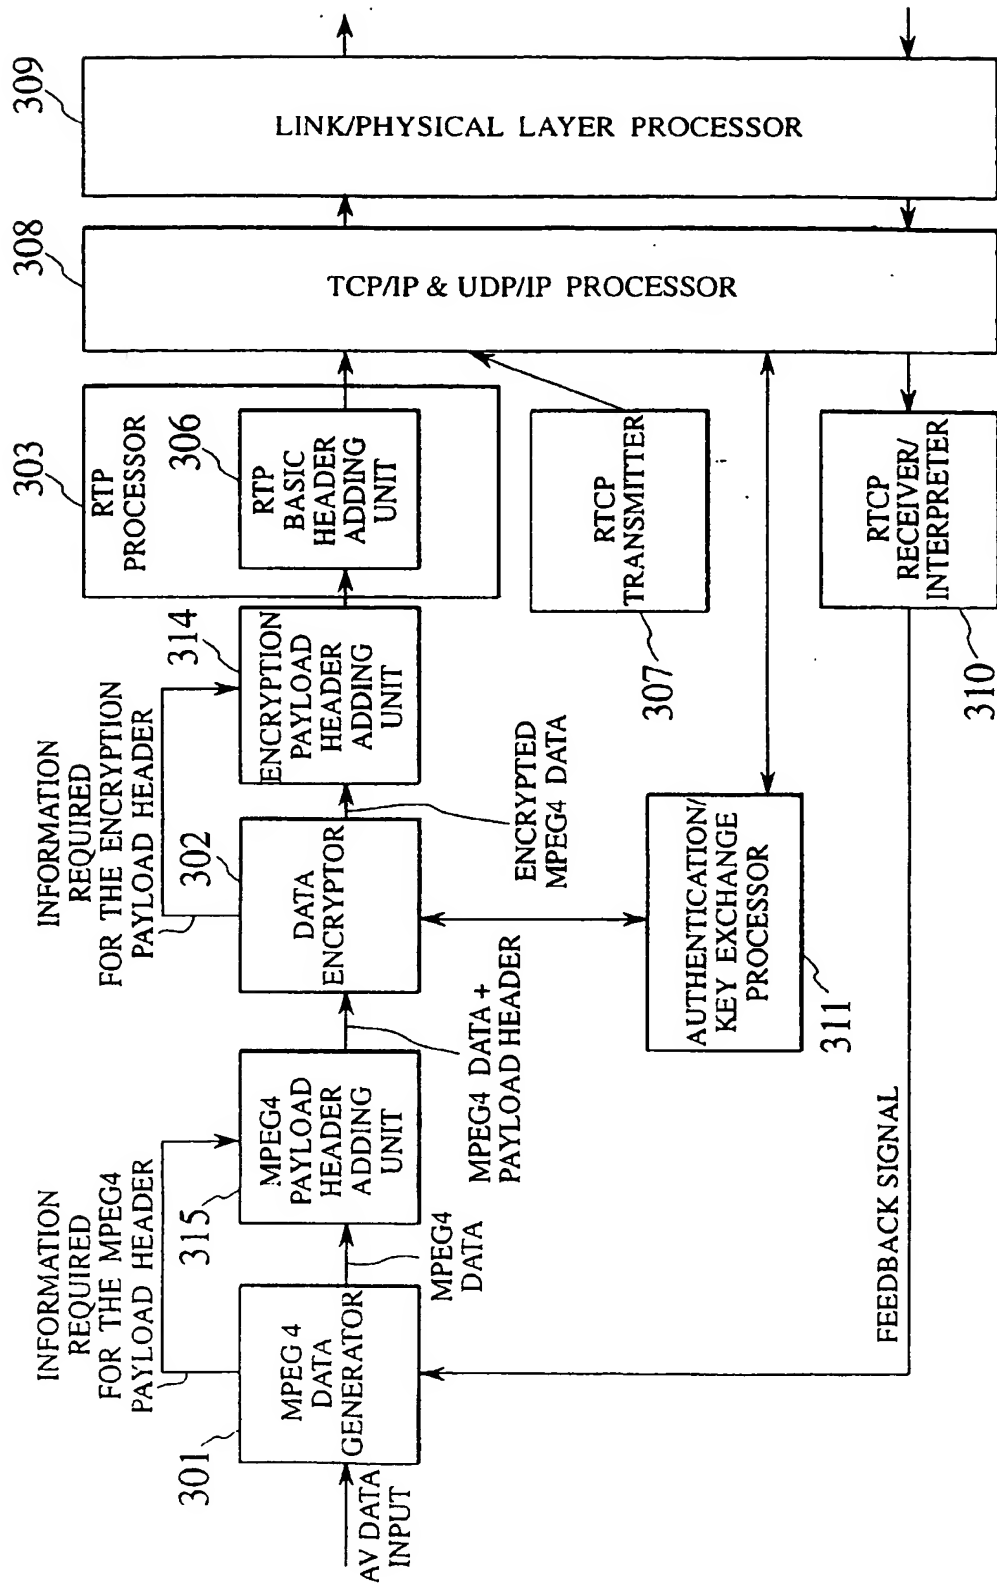 309
LINK/PHYSICAL LAYER PROCESSOR
308
TCP/IP & UDP/IP PROCESSOR
303
RTP
PROCESSOR
306
RTP
BASIC
HEADER
ADDING
UNIT
RTCP
TRANSMITTER
307
RTCP
RECEIVER/
INTERPRETER
310
INFORMATION
REQUIRED
FOR THE ENCRYPTION
PAYLOAD HEADER
314
ENCRYPTION
PAYLOAD
HEADER
ADDING
UNIT
302
DATA
ENCRYPTOR
ENCRYPTED
MPEG4 DATA
AUTHENTICATION/
KEY EXCHANGE
PROCESSOR
311
INFORMATION
REQUIRED
FOR THE MPEG4
PAYLOAD HEADER
315
MPEG4
PAYLOAD
HEADER
ADDING
UNIT
MPEG4 DATA +
PAYLOAD HEADER
MPEG4
DATA
301
MPEG 4
DATA
GENERATOR
AV DATA
INPUT
FEEDBACK SIGNAL